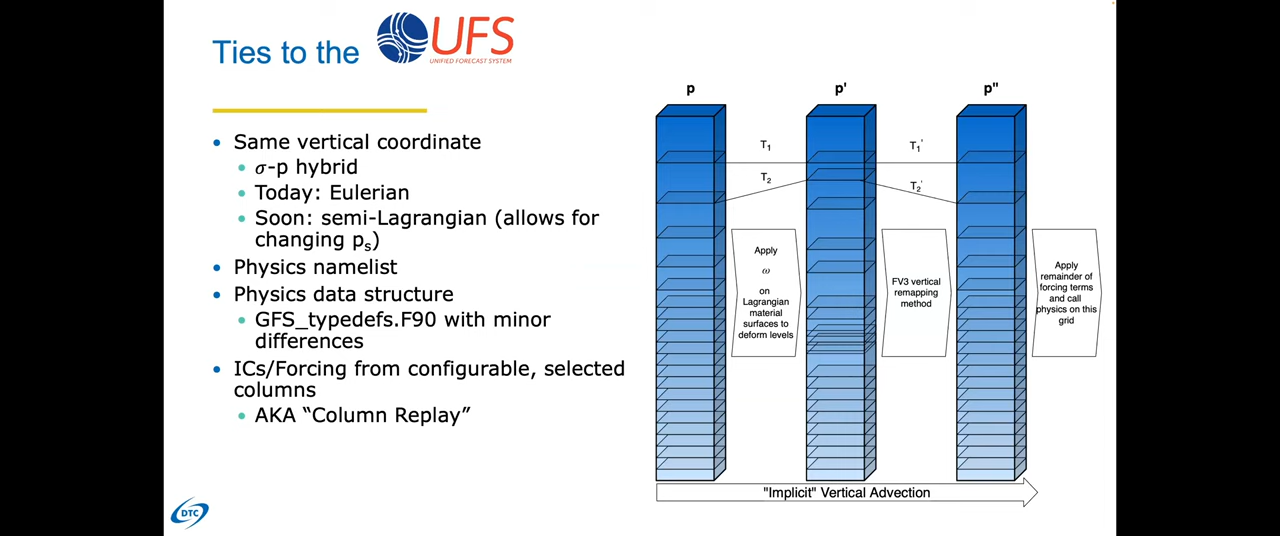 Ties to the
UFS
UNIFIED FORECAST SYSTEM
• Same vertical coordinate
• σ-p hybrid
• Today: Eulerian
• Soon: semi-Lagrangian (allows for
changing pₛ)
• Physics namelist
• Physics data structure
• GFS_typedefs.F90 with minor
differences
• ICs/Forcing from configurable, selected
columns
• AKA “Column Replay”
DTC
p
p'
p"
T₁
T₁'
T₂
T₂'
Apply
ω
on
Lagrangian
material
surfaces to
deform levels
FV3 vertical
remapping
method
Apply
remainder of
forcing terms
and call
physics on this
grid
"Implicit" Vertical Advection